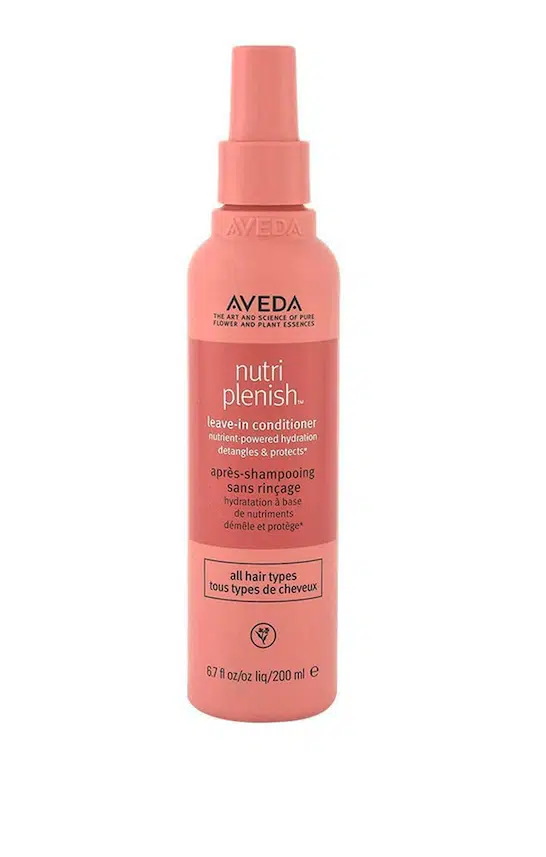 AVEDA
AVEDA
THE ART AND SCIENCE OF PURE
FLOWER AND PLANT ESSENCES
nutri
plenish™
leave-in conditioner
nutrient-powered hydration
detangles & protects*
après-shampooing
sans rinçage
hydratation à base
de nutriments
démêle et protège*
all hair types
tous types de cheveux
6.7 fl oz/oz liq/200 ml ℮